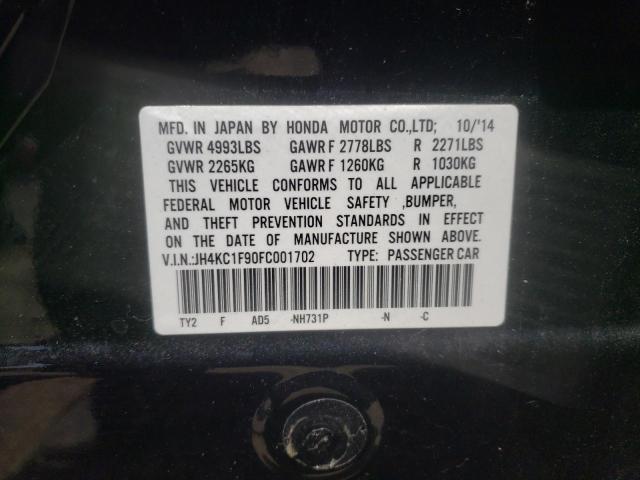 MFD. IN JAPAN BY HONDA MOTOR CO.,LTD; 10/'14
GVWR 4993LBS GAWR F 2778LBS R 2271LBS
GVWR 2265KG GAWR F 1260KG R 1030KG
THIS VEHICLE CONFORMS TO ALL APPLICABLE
FEDERAL MOTOR VEHICLE SAFETY ,BUMPER,
AND THEFT PREVENTION STANDARDS IN EFFECT
ON THE DATE OF MANUFACTURE SHOWN ABOVE.
V.I.N.:JH4KC1F90FC001702 TYPE: PASSENGER CAR
TY2 F AD5 -NH731P -N -C